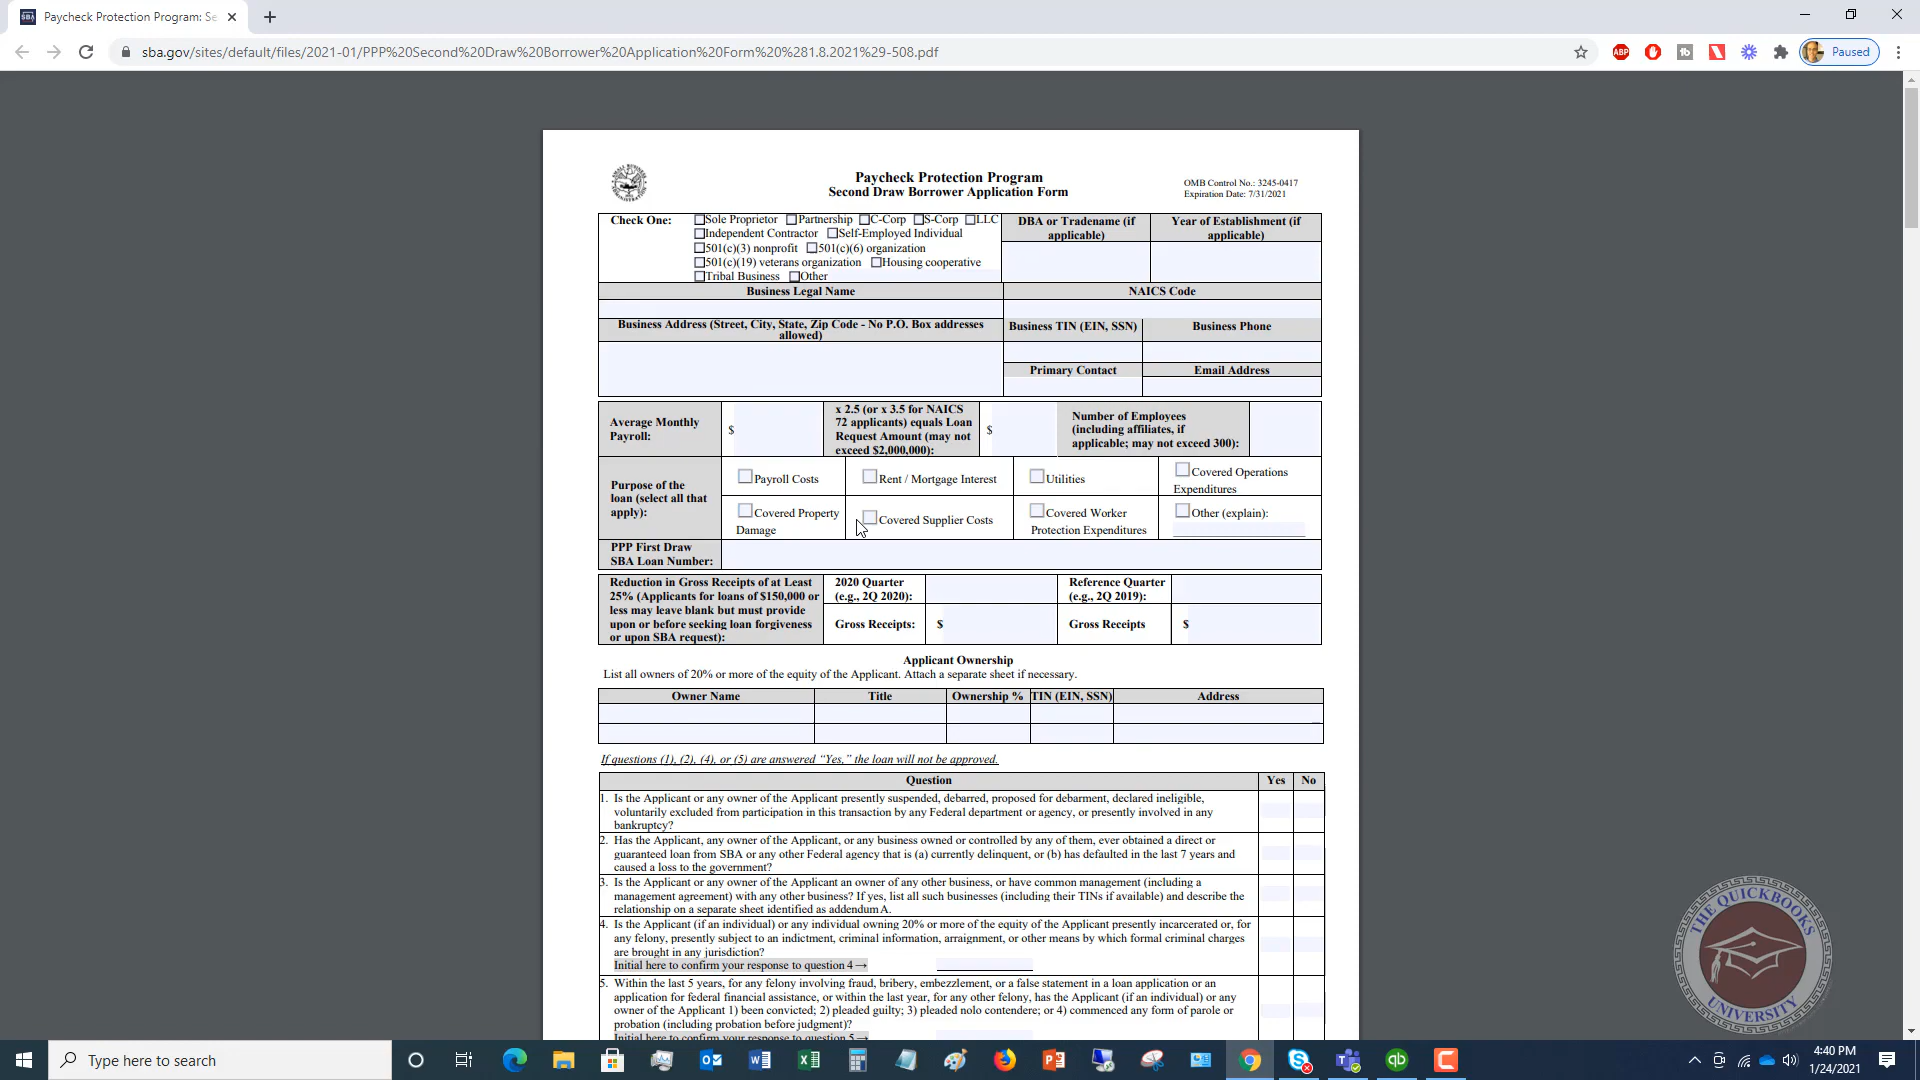 SBA
Paycheck Protection Program: Se
sba.gov/sites/default/files/2021-01/PPP%20Second%20Draw%20Borrower%20Application%20Form%20%281.8.2021%29-508.pdf
ABP
tb
Paused
Paycheck Protection Program
Second Draw Borrower Application Form
OMB Control No.: 3245-0417
Expiration Date: 7/31/2021
Check One:
Sole Proprietor Partnership C-Corp S-Corp LLC
Independent Contractor Self-Employed Individual
501(c)(3) nonprofit 501(c)(6) organization
501(c)(19) veterans organization Housing cooperative
Tribal Business Other
DBA or Tradename (if
applicable)
Year of Establishment (if
applicable)
Business Legal Name
NAICS Code
Business Address (Street, City, State, Zip Code - No P.O. Box addresses
allowed)
Business TIN (EIN, SSN)
Business Phone
Primary Contact
Email Address
Average Monthly
Payroll:
$
x 2.5 (or x 3.5 for NAICS
72 applicants) equals Loan
Request Amount (may not
exceed $2,000,000):
$
Number of Employees
(including affiliates, if
applicable; may not exceed 300):
Purpose of the
loan (select all that
apply):
Payroll Costs
Rent / Mortgage Interest
Utilities
Covered Operations
Expenditures
Covered Property
Damage
Covered Supplier Costs
Covered Worker
Protection Expenditures
Other (explain):
PPP First Draw
SBA Loan Number:
Reduction in Gross Receipts of at Least
25% (Applicants for loans of $150,000 or
less may leave blank but must provide
upon or before seeking loan forgiveness
or upon SBA request):
2020 Quarter
(e.g., 2Q 2020):
Reference Quarter
(e.g., 2Q 2019):
Gross Receipts:
$
Gross Receipts
$
Applicant Ownership
List all owners of 20% or more of the equity of the Applicant. Attach a separate sheet if necessary.
Owner Name Title Ownership % TIN (EIN, SSN) Address
If questions (1), (2), (4), or (5) are answered “Yes,” the loan will not be approved.
Question Yes No
1. Is the Applicant or any owner of the Applicant presently suspended, debarred, proposed for debarment, declared ineligible,
voluntarily excluded from participation in this transaction by any Federal department or agency, or presently involved in any
bankruptcy?
2. Has the Applicant, any owner of the Applicant, or any business owned or controlled by any of them, ever obtained a direct or
guaranteed loan from SBA or any other Federal agency that is (a) currently delinquent, or (b) has defaulted in the last 7 years and
caused a loss to the government?
3. Is the Applicant or any owner of the Applicant an owner of any other business, or have common management (including a
management agreement) with any other business? If yes, list all such businesses (including their TINs if available) and describe the
relationship on a separate sheet identified as addendum A.
4. Is the Applicant (if an individual) or any individual owning 20% or more of the equity of the Applicant presently incarcerated or, for
any felony, presently subject to an indictment, criminal information, arraignment, or other means by which formal criminal charges
are brought in any jurisdiction?
Initial here to confirm your response to question 4 →
5. Within the last 5 years, for any felony involving fraud, bribery, embezzlement, or a false statement in a loan application or an
application for federal financial assistance, or within the last year, for any other felony, has the Applicant (if an individual) or any
owner of the Applicant 1) been convicted; 2) pleaded guilty; 3) pleaded nolo contendere; or 4) commenced any form of parole or
probation (including probation before judgment)?
Initial here to confirm your response to question 5 →
THE QUICKBOOKS
UNIVERSITY
Type here to search
4:40 PM
1/24/2021